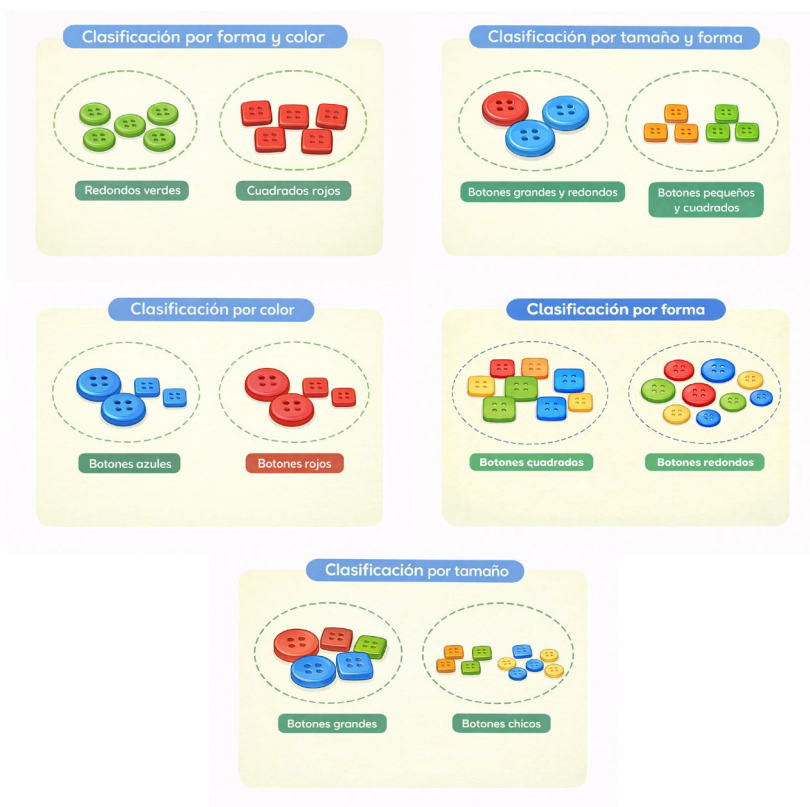 Clasificación por forma y color
Redondos verdes
Cuadrados rojos
Clasificación por tamaño y forma
Botones grandes y redondos
Botones pequeños
y cuadrados
Clasificación por color
Botones azules
Botones rojos
Clasificación por forma
Botones cuadrados
Botones redondos
Clasificación por tamaño
Botones grandes
Botones chicos